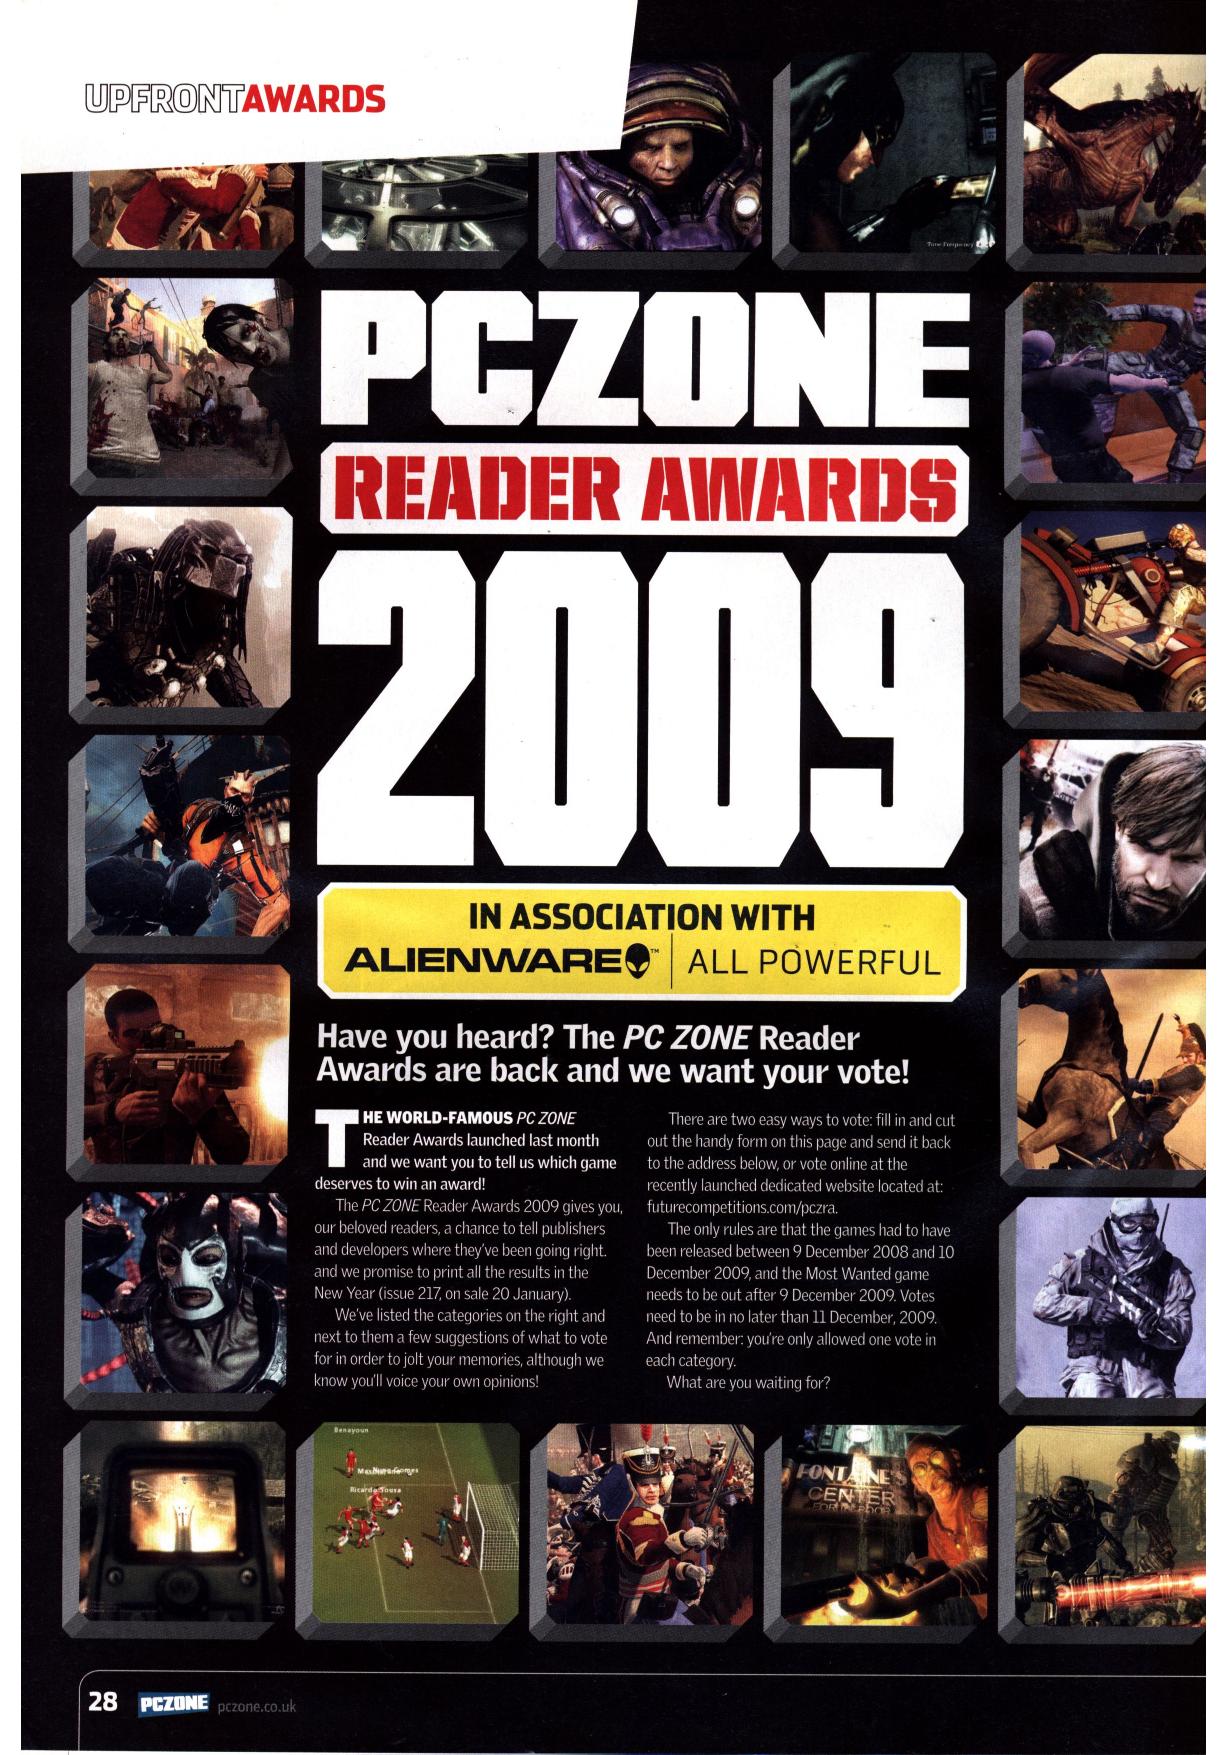 UPFRONTAWARDS
Tone Frequency
PCZONE
READER AWARDS
2009
IN ASSOCIATION WITH
ALIENWARE™ ALL POWERFUL
Have you heard? The PC ZONE Reader
Awards are back and we want your vote!
THE WORLD-FAMOUS PC ZONE
Reader Awards launched last month
and we want you to tell us which game
deserves to win an award!
The PC ZONE Reader Awards 2009 gives you,
our beloved readers, a chance to tell publishers
and developers where they've been going right.
and we promise to print all the results in the
New Year (issue 217, on sale 20 January).
We've listed the categories on the right and
next to them a few suggestions of what to vote
for in order to jolt your memories, although we
know you'll voice your own opinions!
There are two easy ways to vote: fill in and cut
out the handy form on this page and send it back
to the address below, or vote online at the
recently launched dedicated website located at:
futurecompetitions.com/pczra.
The only rules are that the games had to have
been released between 9 December 2008 and 10
December 2009, and the Most Wanted game
needs to be out after 9 December 2009. Votes
need to be in no later than 11 December, 2009.
And remember: you're only allowed one vote in
each category.
What are you waiting for?
Benayoun
Nuno Gomes
Ricardo Sousa
FONTAINE'S
CENTER
FOR THE POOR
28 PCZONE pczone.co.uk